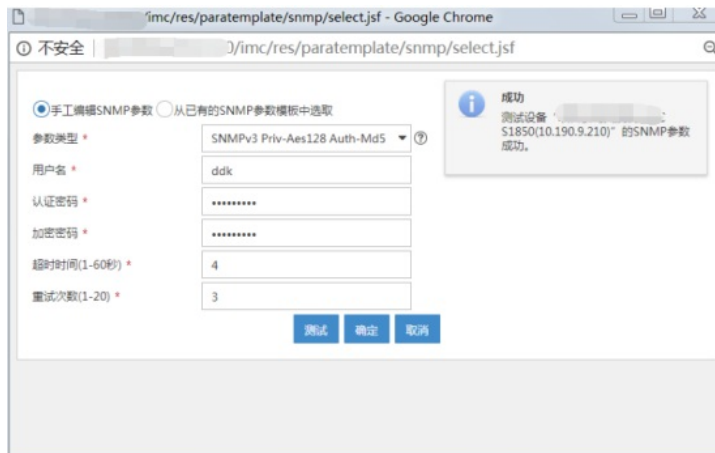 /imc/res/paratemplate/snmp/select.jsf - Google Chrome
不安全 | 0/imc/res/paratemplate/snmp/select.jsf
手工编辑SNMP参数 从已有的SNMP参数模板中选取
参数类型 * SNMPv3 Priv-Aes128 Auth-Md5
用户名 * ddk
认证密码 * •••••••••
加密密码 * •••••••••
超时时间(1-60秒) * 4
重试次数(1-20) * 3
测试 确定 取消
成功
测试设备“
S1850(10.190.9.210)”的SNMP参数
成功。